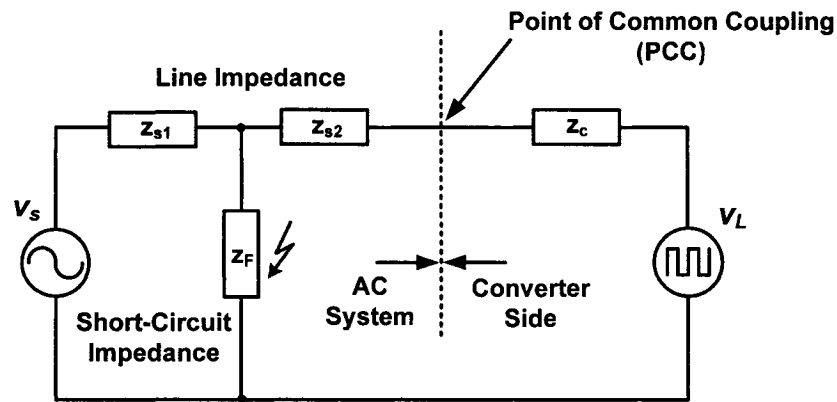 Point of Common Coupling
(PCC)
Line Impedance
Zs1
Zs2
Zc
Vs
VL
ZF
AC
System
Converter
Side
Short-Circuit
Impedance